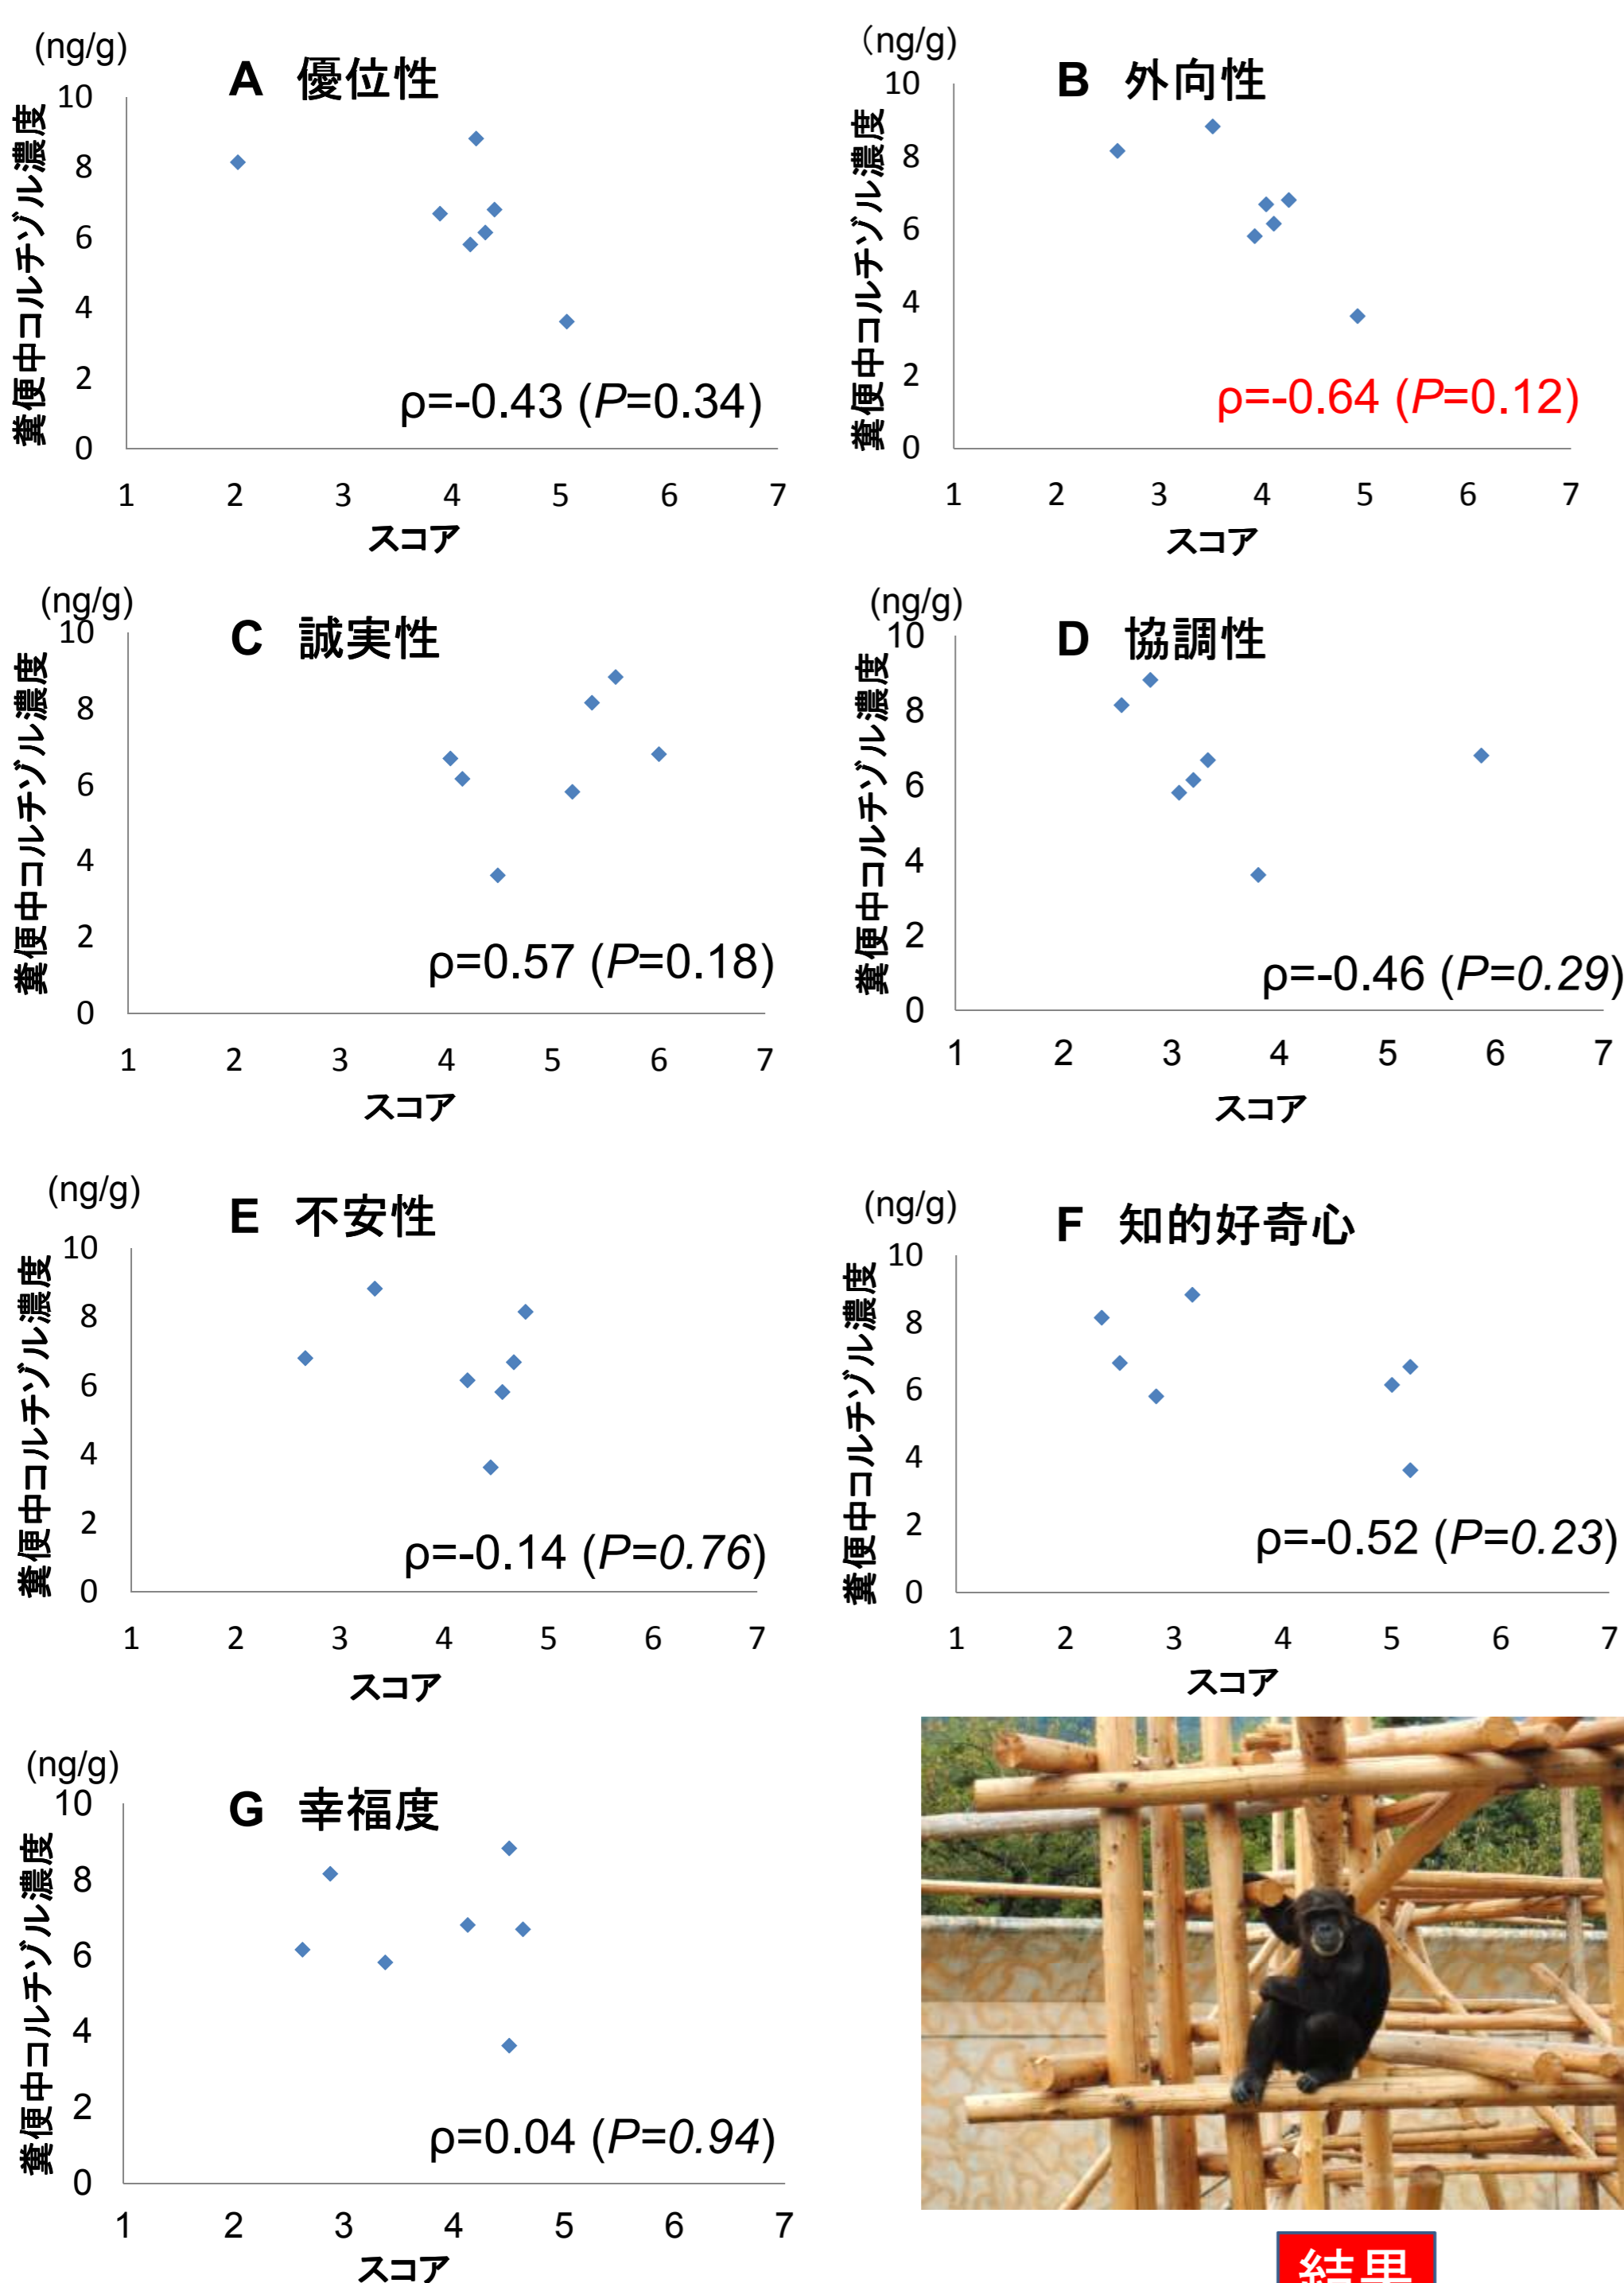 (ng/g)
A 優位性
糞便中コルチゾル濃度
10
8
6
4
2
0
ρ=-0.43 (P=0.34)
1 2 3 4 5 6 7
スコア
(ng/g)
B 外向性
糞便中コルチゾル濃度
10
8
6
4
2
0
ρ=-0.64 (P=0.12)
1 2 3 4 5 6 7
スコア
(ng/g)
C 誠実性
糞便中コルチゾル濃度
10
8
6
4
2
0
ρ=0.57 (P=0.18)
1 2 3 4 5 6 7
スコア
(ng/g)
D 協調性
糞便中コルチゾル濃度
10
8
6
4
2
0
ρ=-0.46 (P=0.29)
1 2 3 4 5 6 7
スコア
(ng/g)
E 不安性
糞便中コルチゾル濃度
10
8
6
4
2
0
ρ=-0.14 (P=0.76)
1 2 3 4 5 6 7
スコア
(ng/g)
F 知的好奇心
糞便中コルチゾル濃度
10
8
6
4
2
0
ρ=-0.52 (P=0.23)
1 2 3 4 5 6 7
スコア
(ng/g)
G 幸福度
糞便中コルチゾル濃度
10
8
6
4
2
0
ρ=0.04 (P=0.94)
1 2 3 4 5 6 7
スコア
結果